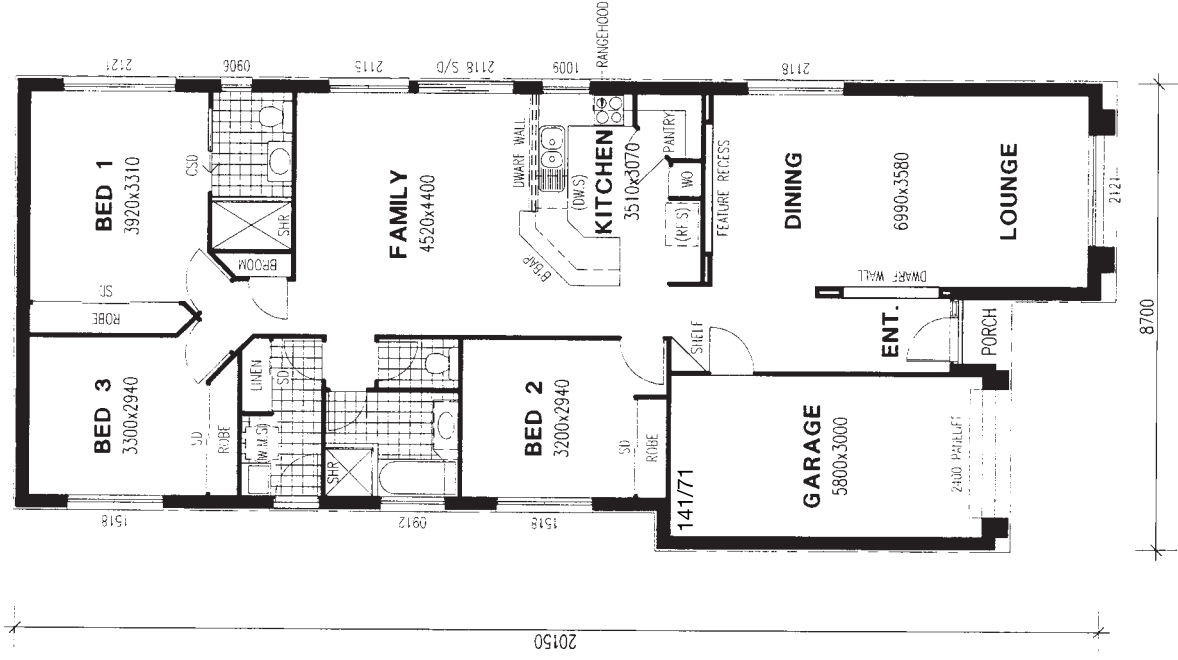 2121
0906
2115
2118 S/D
1009
RANGEHOOD
2118
BED 1
3920x3310
CSD
SHR
BROOM
SD
ROBE
FAMILY
4520x4400
DWARF WALL
KITCHEN
3510x3070
(DW.S)
PANTRY
WO
(RF.S)
B'BAR
FEATURE RECESS
DINING
6990x3580
LOUNGE
2121
DWARF WALL
ENT.
PORCH
SHELF
BED 3
3300x2940
SD
ROBE
LINEN
SD
(W.M.S)
SHR
BED 2
3200x2940
SD
ROBE
141/71
GARAGE
5800x3000
2400 PANELIFT
1518
0912
1518
8700
20150